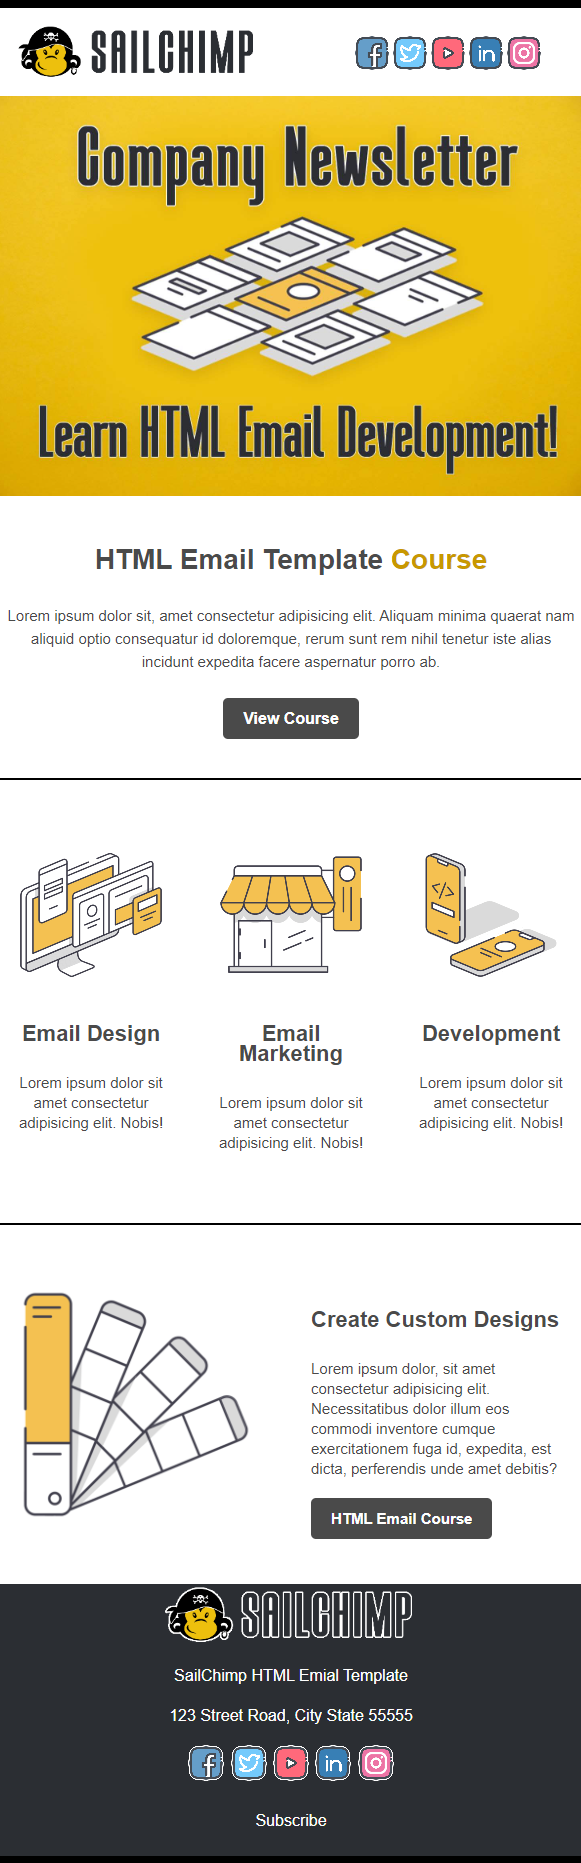 SAILCHIMP
Company Newsletter
Learn HTML Email Development!
HTML Email Template Course
Lorem ipsum dolor sit, amet consectetur adipisicing elit. Aliquam minima quaerat nam
aliquid optio consequatur id doloremque, rerum sunt rem nihil tenetur iste alias
incidunt expedita facere aspernatur porro ab.
View Course
</>
Email Design
Lorem ipsum dolor sit
amet consectetur
adipisicing elit. Nobis!
Email
Marketing
Lorem ipsum dolor sit
amet consectetur
adipisicing elit. Nobis!
Development
Lorem ipsum dolor sit
amet consectetur
adipisicing elit. Nobis!
Create Custom Designs
Lorem ipsum dolor, sit amet
consectetur adipisicing elit.
Necessitatibus dolor illum eos
commodi inventore cumque
exercitationem fuga id, expedita, est
dicta, perferendis unde amet debitis?
HTML Email Course
SAILCHIMP
SailChimp HTML Emial Template
123 Street Road, City State 55555
Subscribe